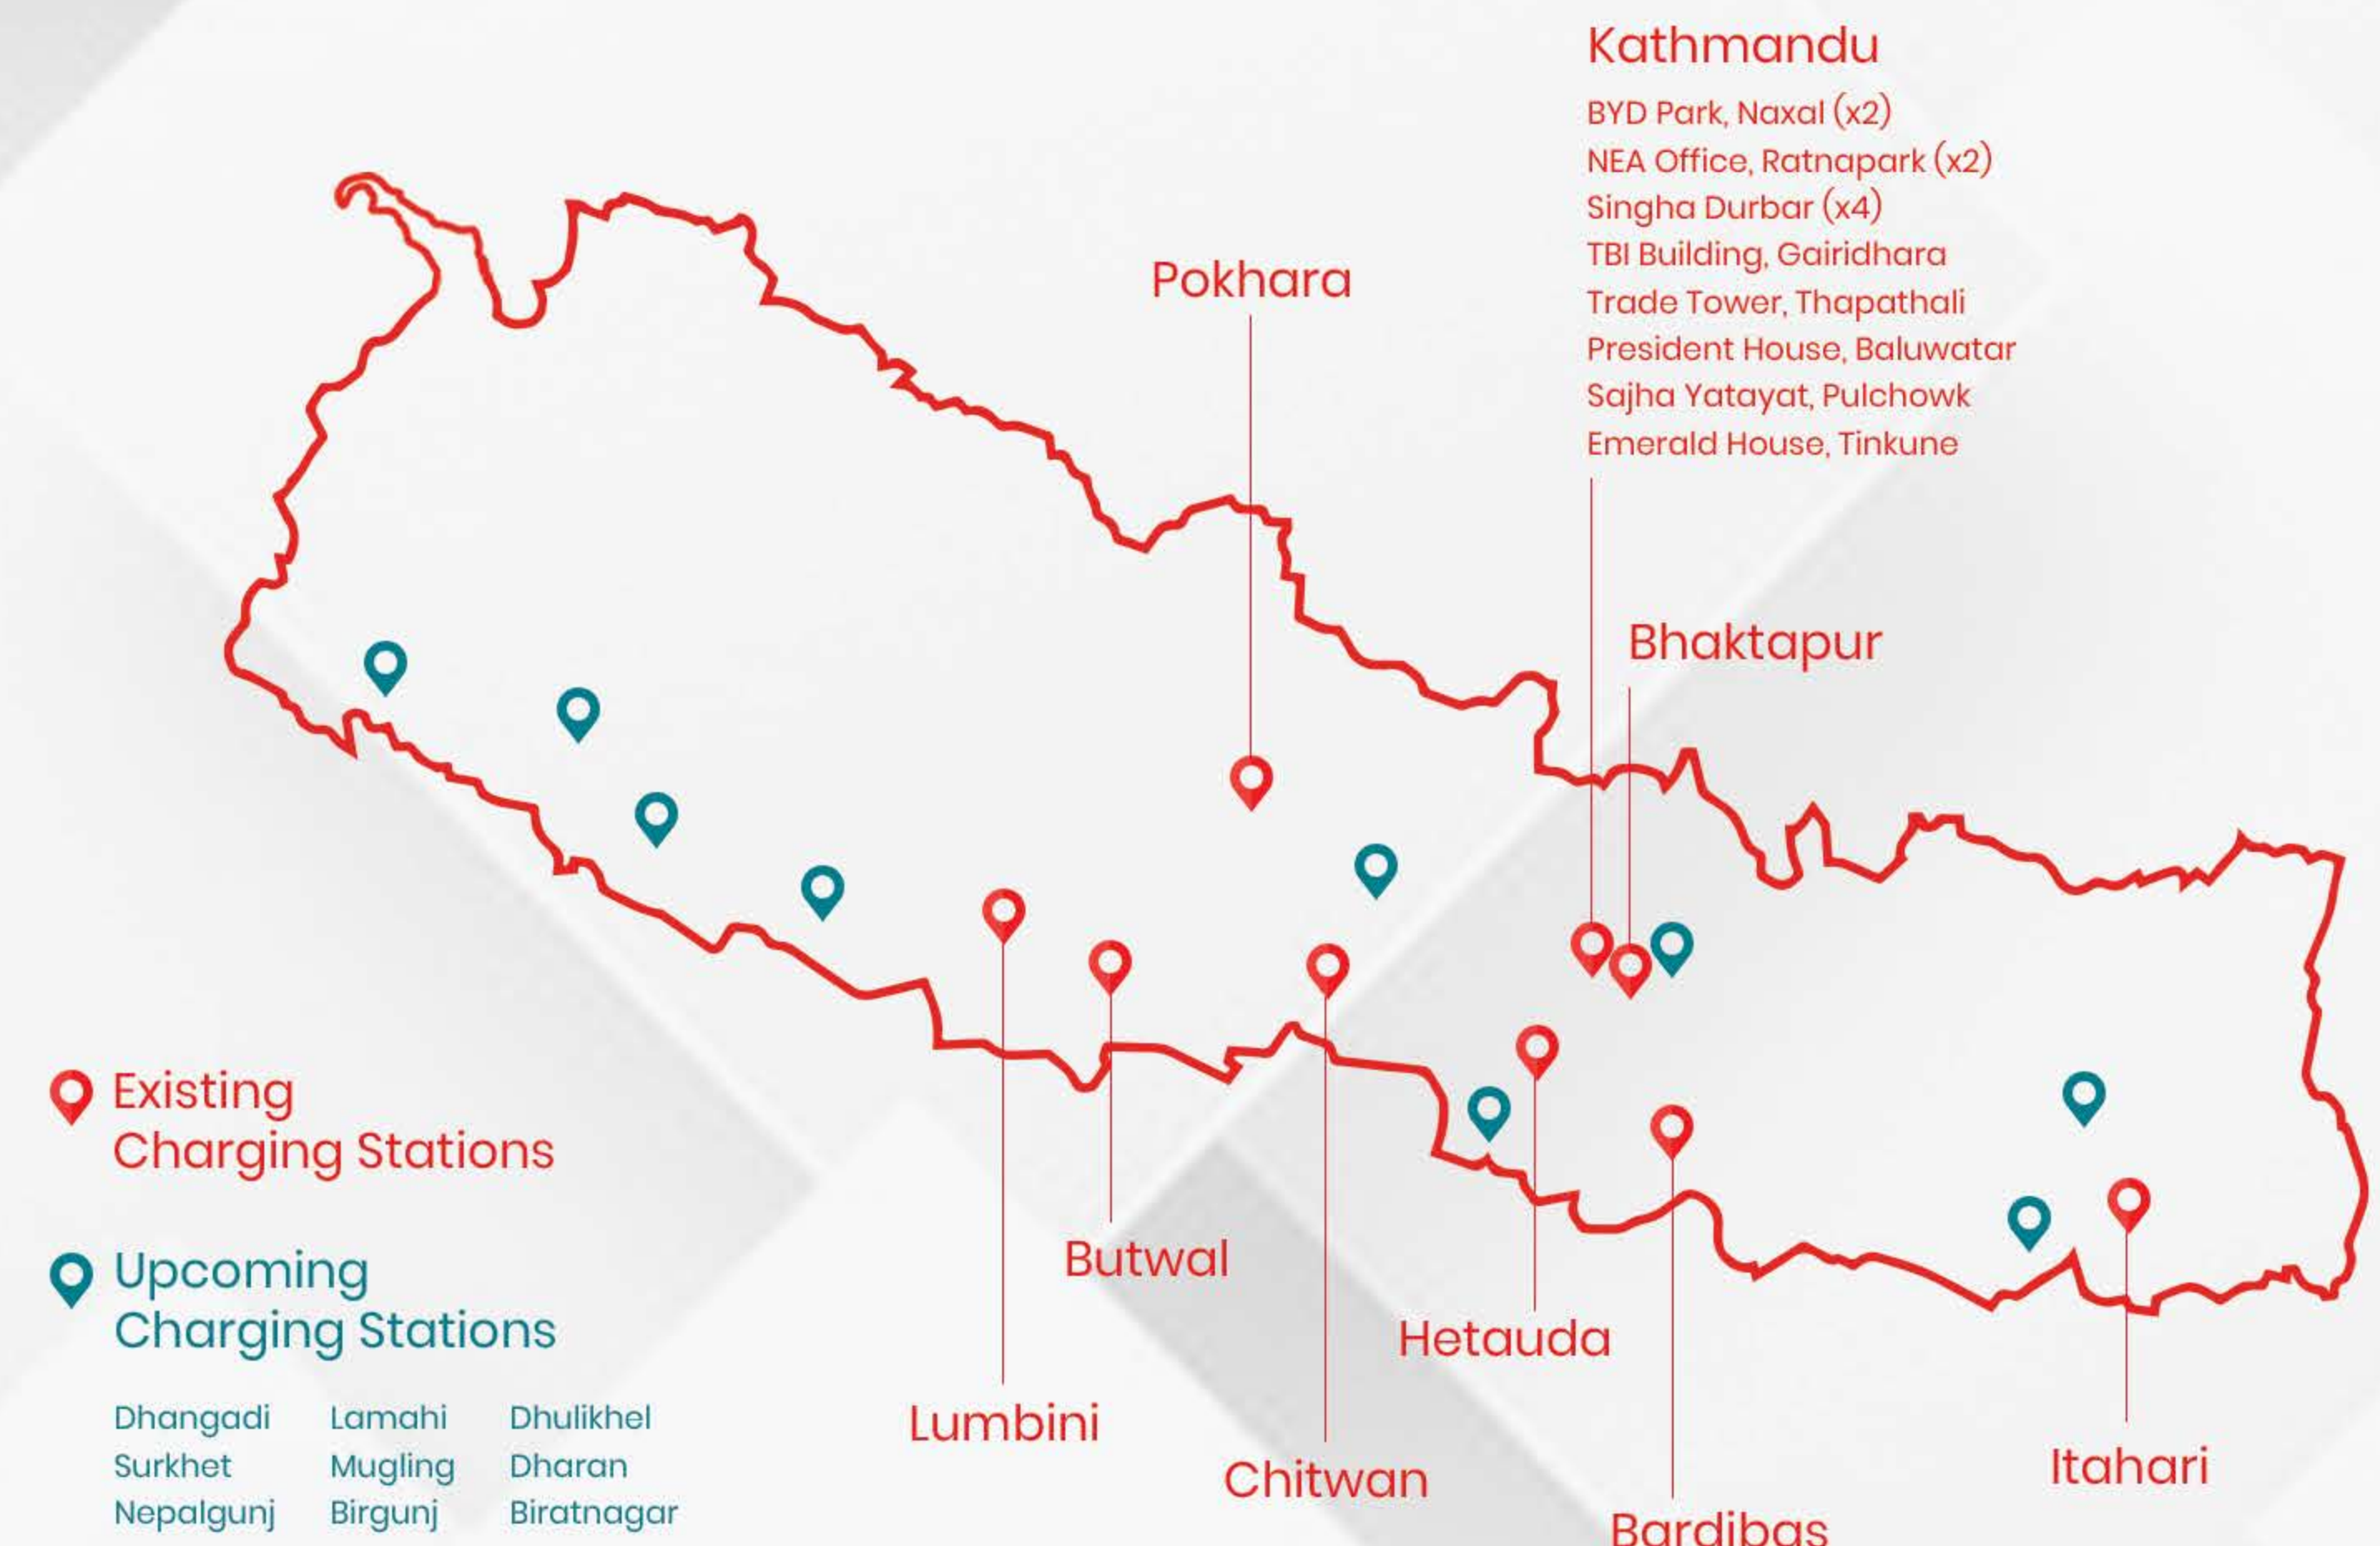 Kathmandu
BYD Park, Naxal (x2)
NEA Office, Ratnapark (x2)
Singha Durbar (x4)
TBI Building, Gairidhara
Trade Tower, Thapathali
President House, Baluwatar
Sajha Yatayat, Pulchowk
Emerald House, Tinkune
Pokhara
Bhaktapur
Existing
Charging Stations
Upcoming
Charging Stations
Dhangadi Lamahi Dhulikhel
Surkhet Mugling Dharan
Nepalgunj Birgunj Biratnagar
Butwal
Hetauda
Lumbini
Chitwan
Itahari
Bardibas